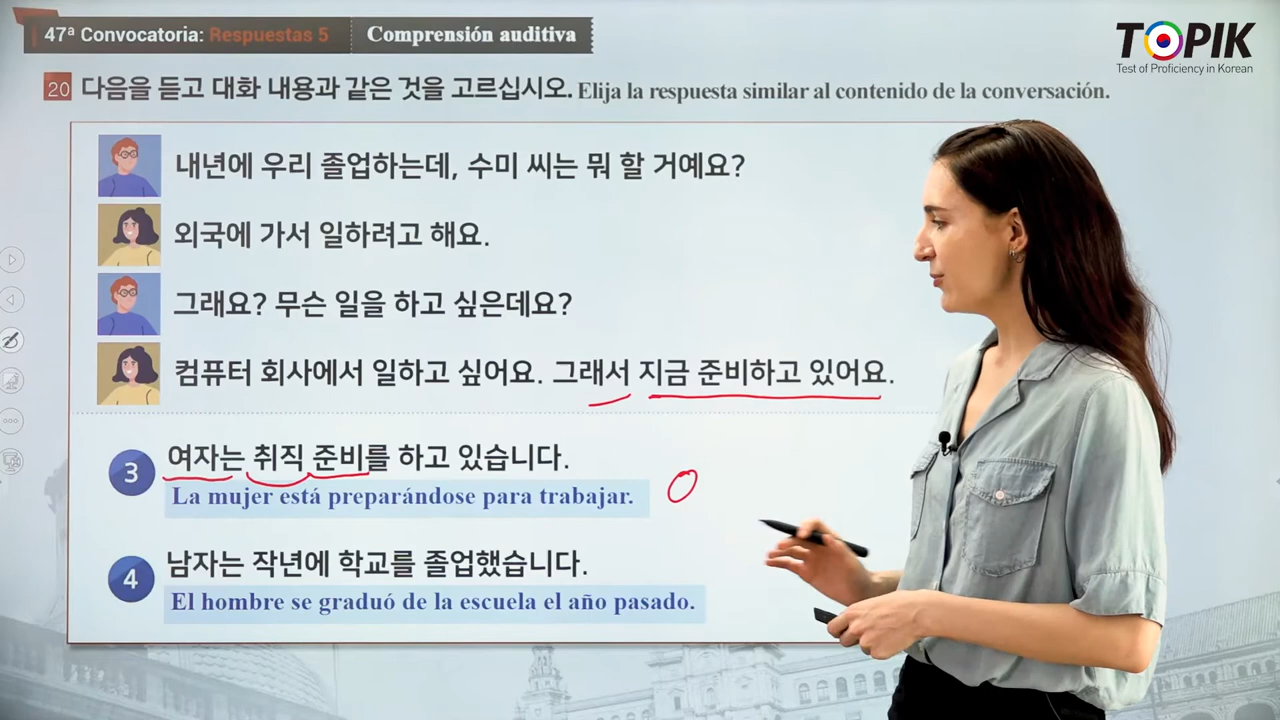 47ª Convocatoria: Respuestas 5 Comprensión auditiva
TOPIK
Test of Proficiency in Korean
20 다음을 듣고 대화 내용과 같은 것을 고르십시오. Elija la respuesta similar al contenido de la conversación.
내년에 우리 졸업하는데, 수미 씨는 뭐 할 거예요?
외국에 가서 일하려고 해요.
그래요? 무슨 일을 하고 싶은데요?
컴퓨터 회사에서 일하고 싶어요. 그래서 지금 준비하고 있어요.
3 여자는 취직 준비를 하고 있습니다.
La mujer está preparándose para trabajar.
4 남자는 작년에 학교를 졸업했습니다.
El hombre se graduó de la escuela el año pasado.